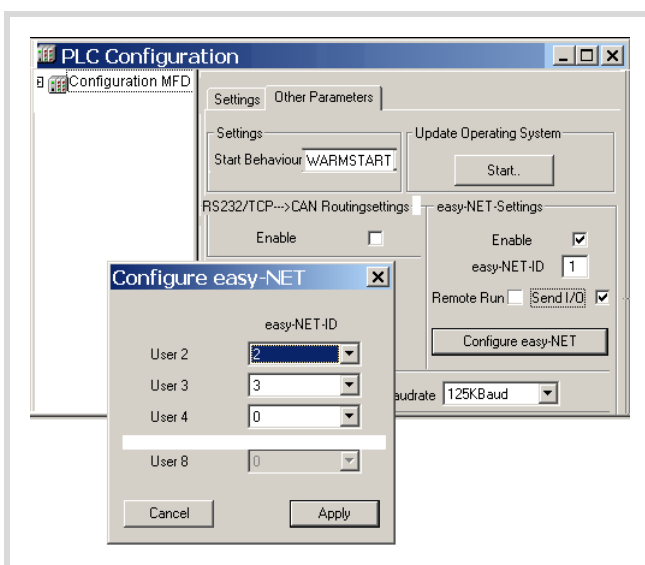 PLC Configuration
Configuration MFD
Settings Other Parameters
Settings
Start Behaviour WARMSTART
Update Operating System
Start..
RS232/TCP--->CAN Routingsettings
Enable
easy-NET-Settings
Enable
easy-NET-ID 1
Remote Run Send I/O
Configure easy-NET
audrate 125KBaud
Configure easy-NET
easy-NET-ID
User 2 2
User 3 3
User 4 0
User 8 0
Cancel Apply